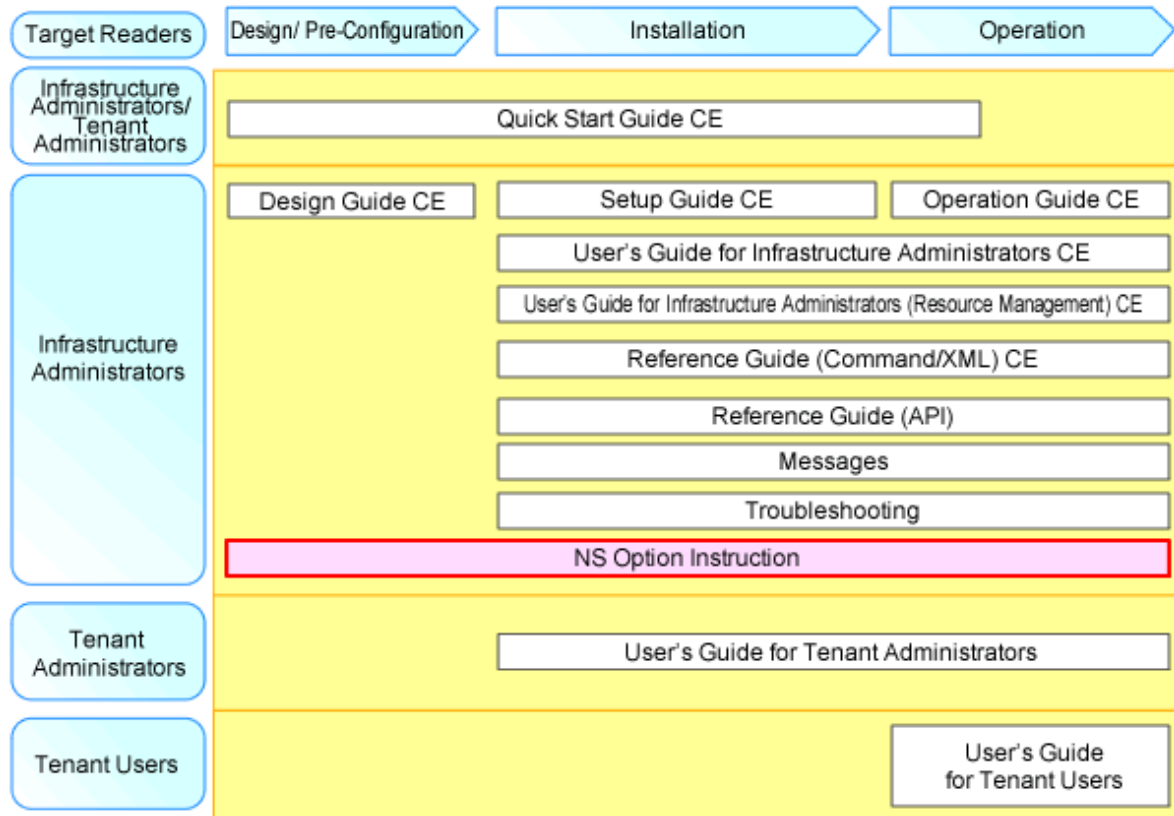 Target Readers
Design/ Pre-Configuration
Installation
Operation
Infrastructure
Administrators/
Tenant
Administrators
Quick Start Guide CE
Infrastructure
Administrators
Design Guide CE
Setup Guide CE
Operation Guide CE
User's Guide for Infrastructure Administrators CE
User's Guide for Infrastructure Administrators (Resource Management) CE
Reference Guide (Command/XML) CE
Reference Guide (API)
Messages
Troubleshooting
NS Option Instruction
Tenant
Administrators
User's Guide for Tenant Administrators
Tenant Users
User's Guide
for Tenant Users